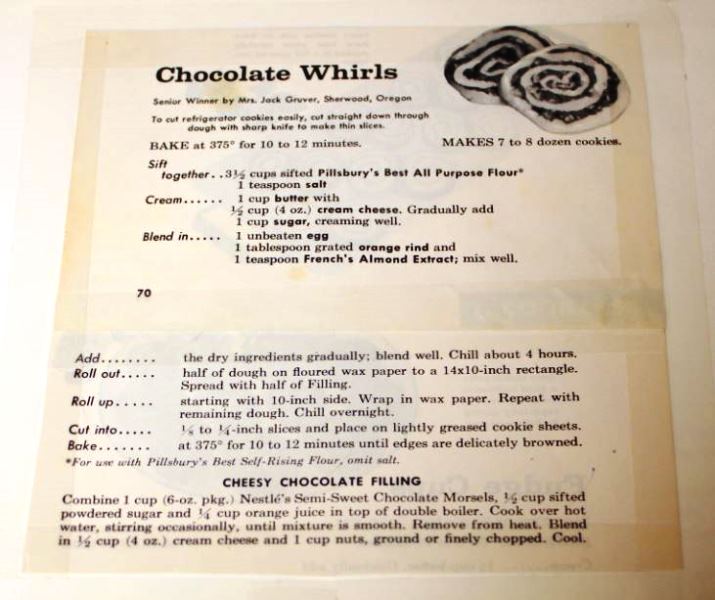 Chocolate Whirls
Senior Winner by Mrs. Jack Gruver, Sherwood, Oregon
To cut refrigerator cookies easily, cut straight down through
dough with sharp knife to make thin slices.
BAKE at 375° for 10 to 12 minutes. MAKES 7 to 8 dozen cookies.
Sift
together . . 3½ cups sifted Pillsbury's Best All Purpose Flour*
1 teaspoon salt
Cream . . . . . . 1 cup butter with
½ cup (4 oz.) cream cheese. Gradually add
1 cup sugar, creaming well.
Blend in . . . . . 1 unbeaten egg
1 tablespoon grated orange rind and
1 teaspoon French's Almond Extract; mix well.
70
Add . . . . . . . . the dry ingredients gradually; blend well. Chill about 4 hours.
Roll out . . . . . half of dough on floured wax paper to a 14x10-inch rectangle.
Spread with half of Filling.
Roll up . . . . . starting with 10-inch side. Wrap in wax paper. Repeat with
remaining dough. Chill overnight.
Cut into . . . . . ⅛ to ¼-inch slices and place on lightly greased cookie sheets.
Bake . . . . . . . at 375° for 10 to 12 minutes until edges are delicately browned.
*For use with Pillsbury's Best Self-Rising Flour, omit salt.
CHEESY CHOCOLATE FILLING
Combine 1 cup (6-oz. pkg.) Nestlé's Semi-Sweet Chocolate Morsels, ½ cup sifted
powdered sugar and ¼ cup orange juice in top of double boiler. Cook over hot
water, stirring occasionally, until mixture is smooth. Remove from heat. Blend
in ½ cup (4 oz.) cream cheese and 1 cup nuts, ground or finely chopped. Cool.